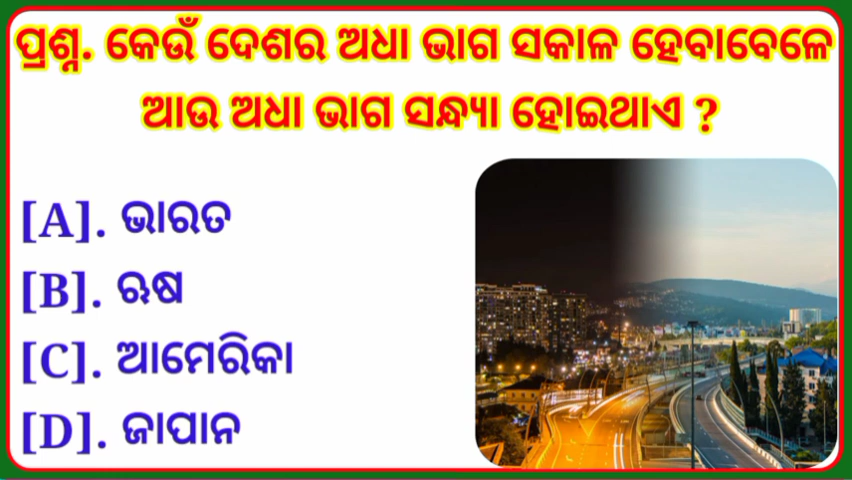 ପ୍ରଶ୍ନ. କେଉଁ ଦେଶର ଅଧା ଭାଗ ସକାଳ ହେବାବେଳେ
ଆଉ ଅଧା ଭାଗ ସନ୍ଧ୍ୟା ହୋଇଥାଏ ?
[A]. ଭାରତ
[B]. ଋଷ
[C]. ଆମେରିକା
[D]. ଜାପାନ